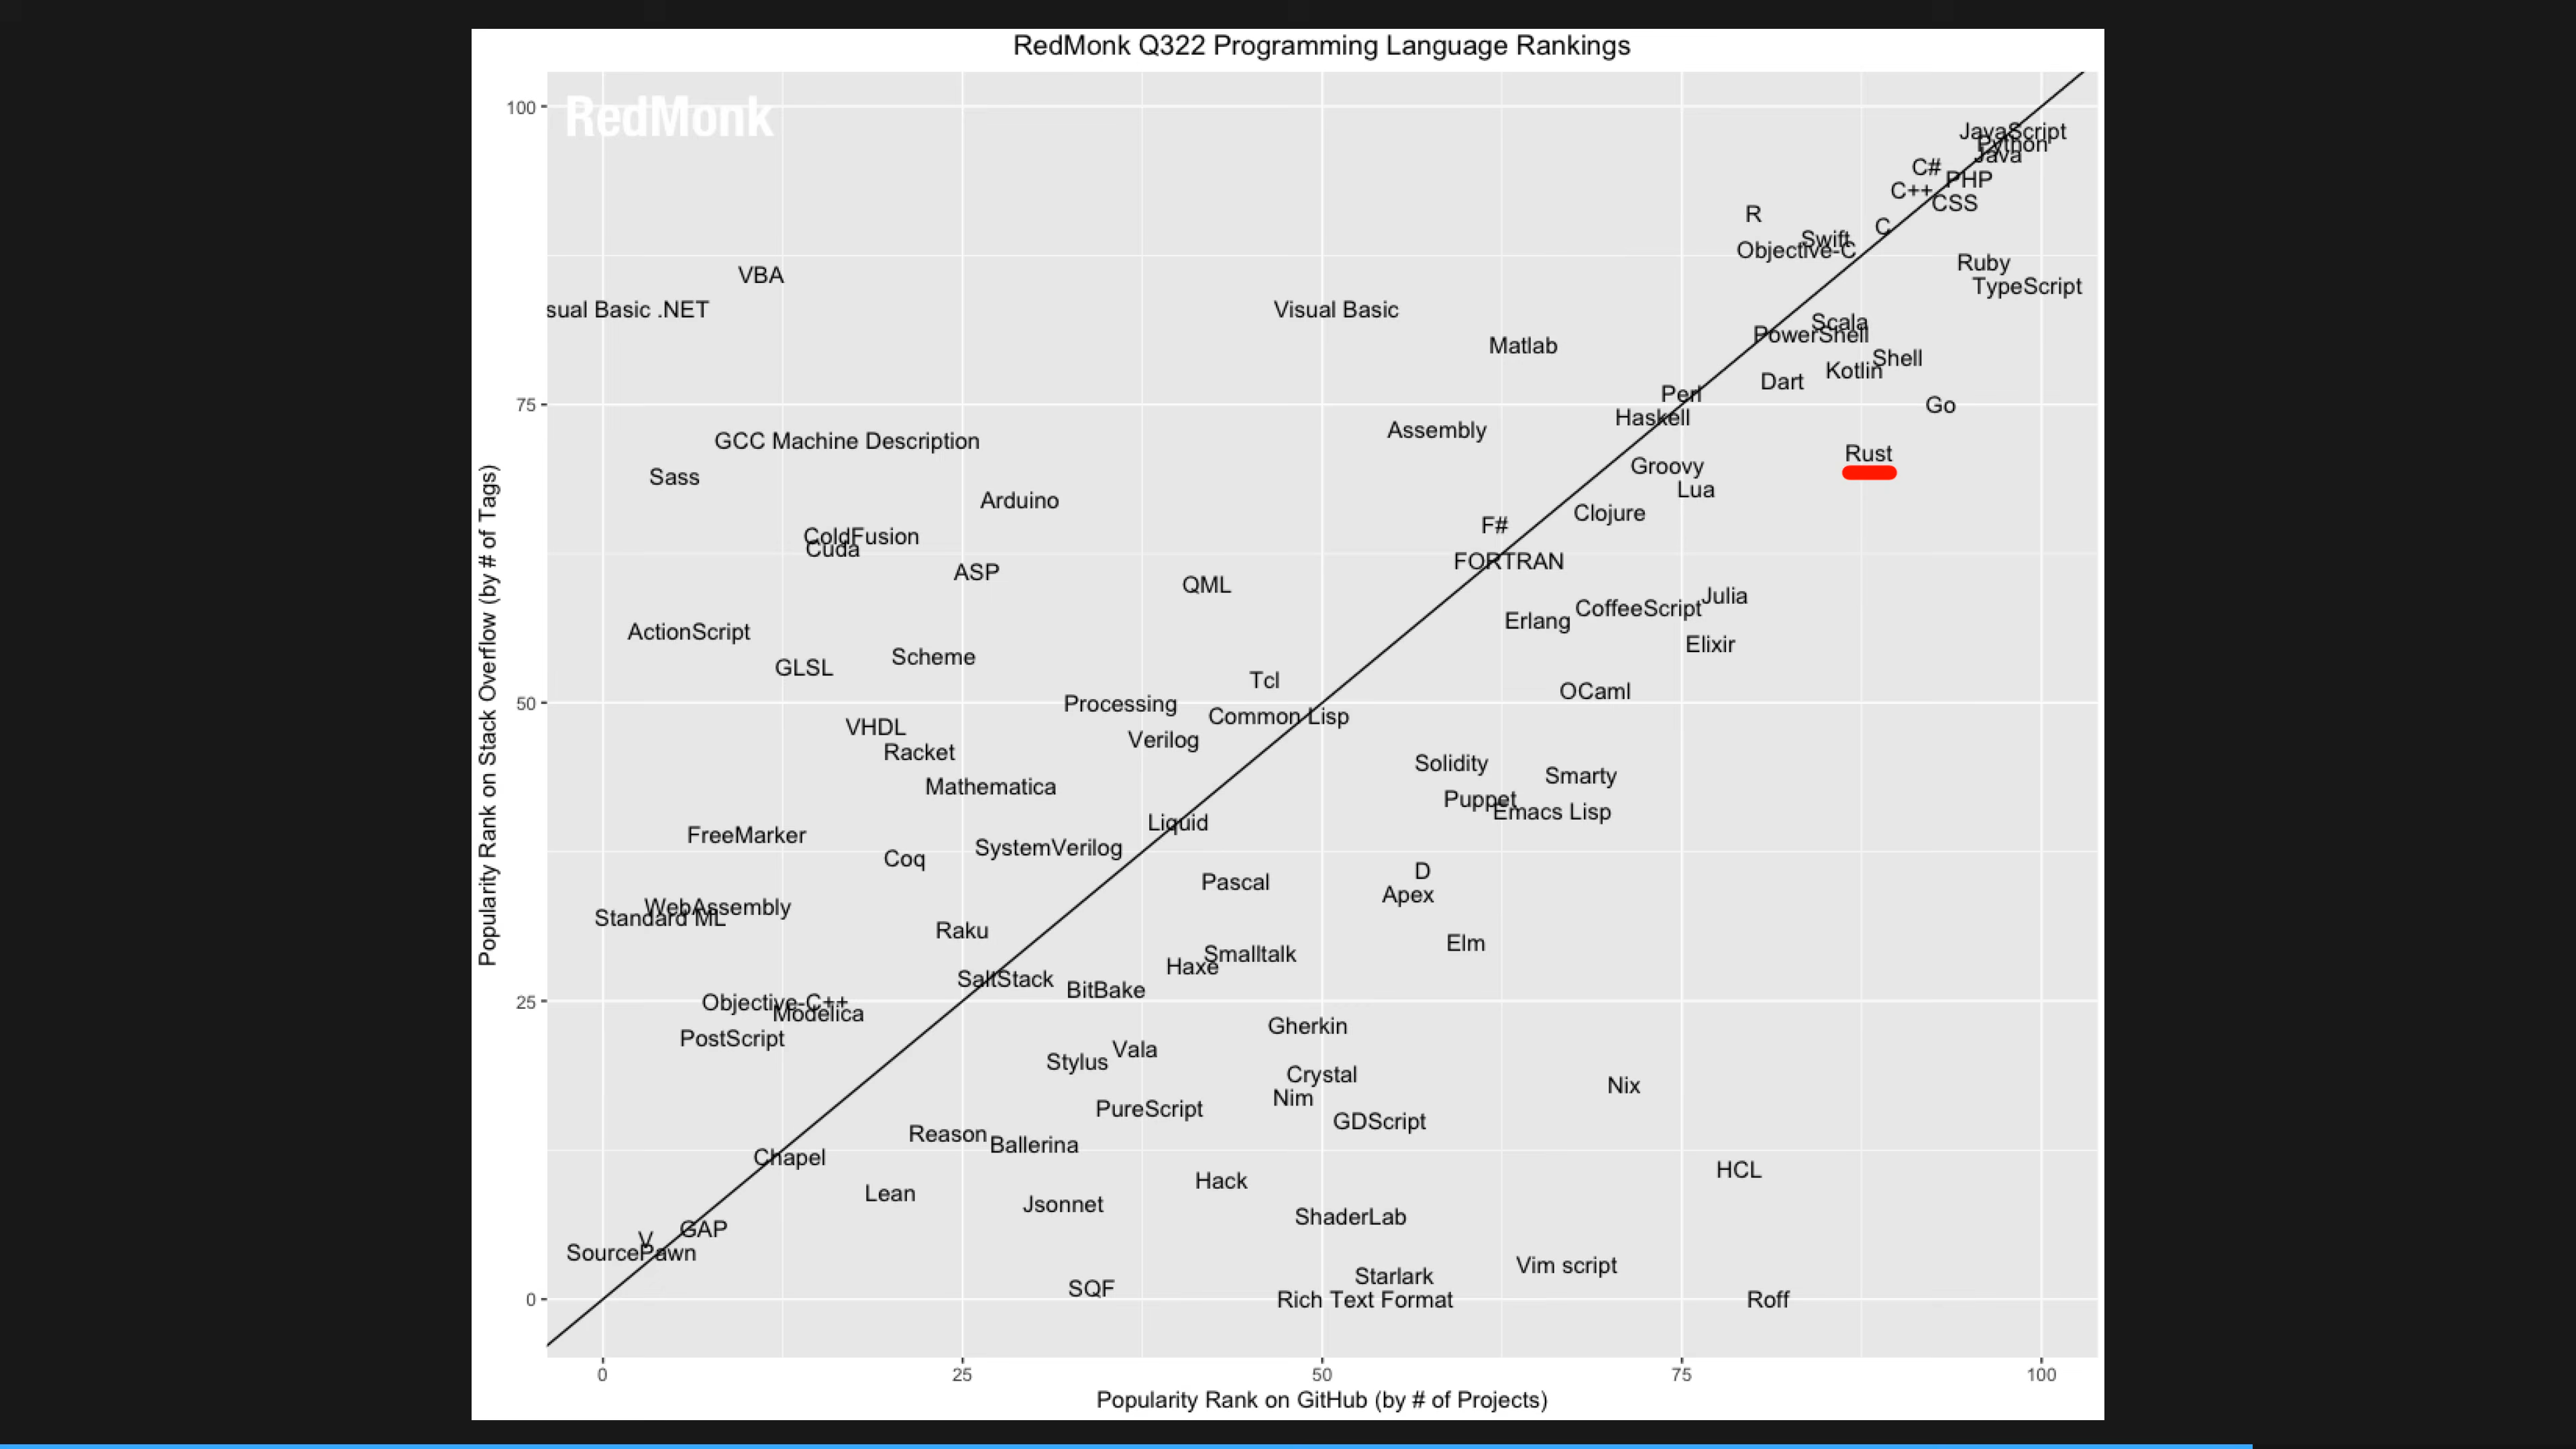 RedMonk Q322 Programming Language Rankings
RedMonk
100
JavaScript
Python
Java
C#
PHP
C++
CSS
R
C
Swift
Objective-C
Ruby
VBA
TypeScript
sual Basic .NET
Visual Basic
Scala
PowerShell
Matlab
Shell
Kotlin
Dart
Perl
75
Go
Haskell
Assembly
GCC Machine Description
Rust
Groovy
Sass
Lua
Arduino
Clojure
F#
ColdFusion
Cuda
FORTRAN
ASP
QML
Julia
CoffeeScript
Erlang
ActionScript
Elixir
Scheme
GLSL
Tcl
OCaml
50
Processing
Common Lisp
VHDL
Verilog
Racket
Solidity
Smarty
Mathematica
Puppet
Emacs Lisp
Liquid
FreeMarker
SystemVerilog
Coq
D
Pascal
Apex
WebAssembly
Standard ML
Raku
Elm
Smalltalk
Haxe
SaltStack
BitBake
25
Objective-C++
Modelica
Gherkin
PostScript
Vala
Stylus
Crystal
Nix
Nim
PureScript
GDScript
Reason
Ballerina
Chapel
HCL
Hack
Lean
Jsonnet
ShaderLab
GAP
V
SourcePawn
Vim script
Starlark
SQF
0
Rich Text Format
Roff
0
25
50
75
100
Popularity Rank on GitHub (by # of Projects)
Popularity Rank on Stack Overflow (by # of Tags)